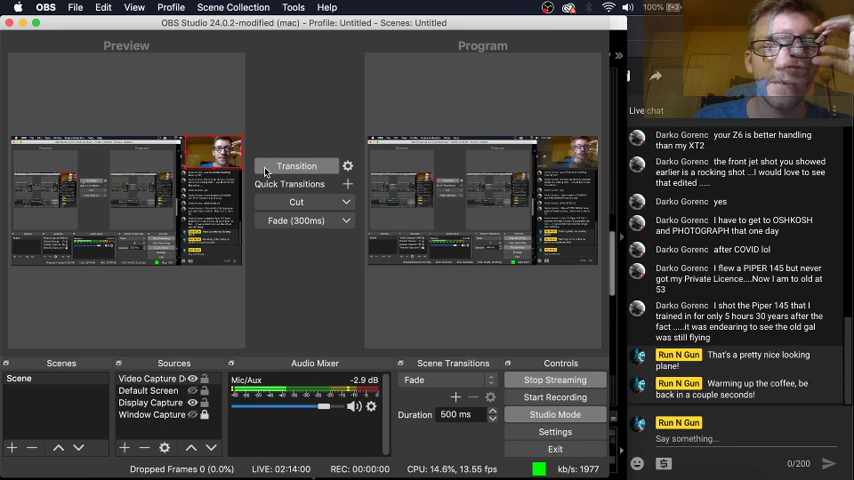 OBS File Edit View Profile Scene Collection Tools Help 100%
OBS Studio 24.0.2-modified (mac) - Profile: Untitled - Scenes: Untitled
Preview
Program
Transition
Quick Transitions
Cut
Fade (300ms)
Scenes
Scene
Sources
Video Capture D
Default Screen
Display Capture
Window Capture
Audio Mixer
Mic/Aux -2.9 dB
Scene Transitions
Fade
Duration 500 ms
Controls
Stop Streaming
Start Recording
Studio Mode
Settings
Exit
Dropped Frames 0 (0.0%) LIVE: 02:14:00 REC: 00:00:00 CPU: 14.6%, 13.55 fps kb/s: 1977
Live chat
Darko Gorenc your Z6 is better handling
than my XT2
Darko Gorenc the front jet shot you showed
earlier is a rocking shot ...I would love to see
that edited .....
Darko Gorenc yes
Darko Gorenc I have to get to OSHKOSH
and PHOTOGRAPH that one day
Darko Gorenc after COVID lol
Darko Gorenc I flew a PIPER 145 but never
got my Private Licence....Now I am to old at
53
Darko Gorenc I shot the Piper 145 that I
trained in for only 5 hours 30 years after the
fact .....it was endearing to see the old gal
was still flying
Run N Gun That's a pretty nice looking
plane!
Run N Gun Warming up the coffee, be
back in a couple seconds!
Run N Gun
Say something...
0/200